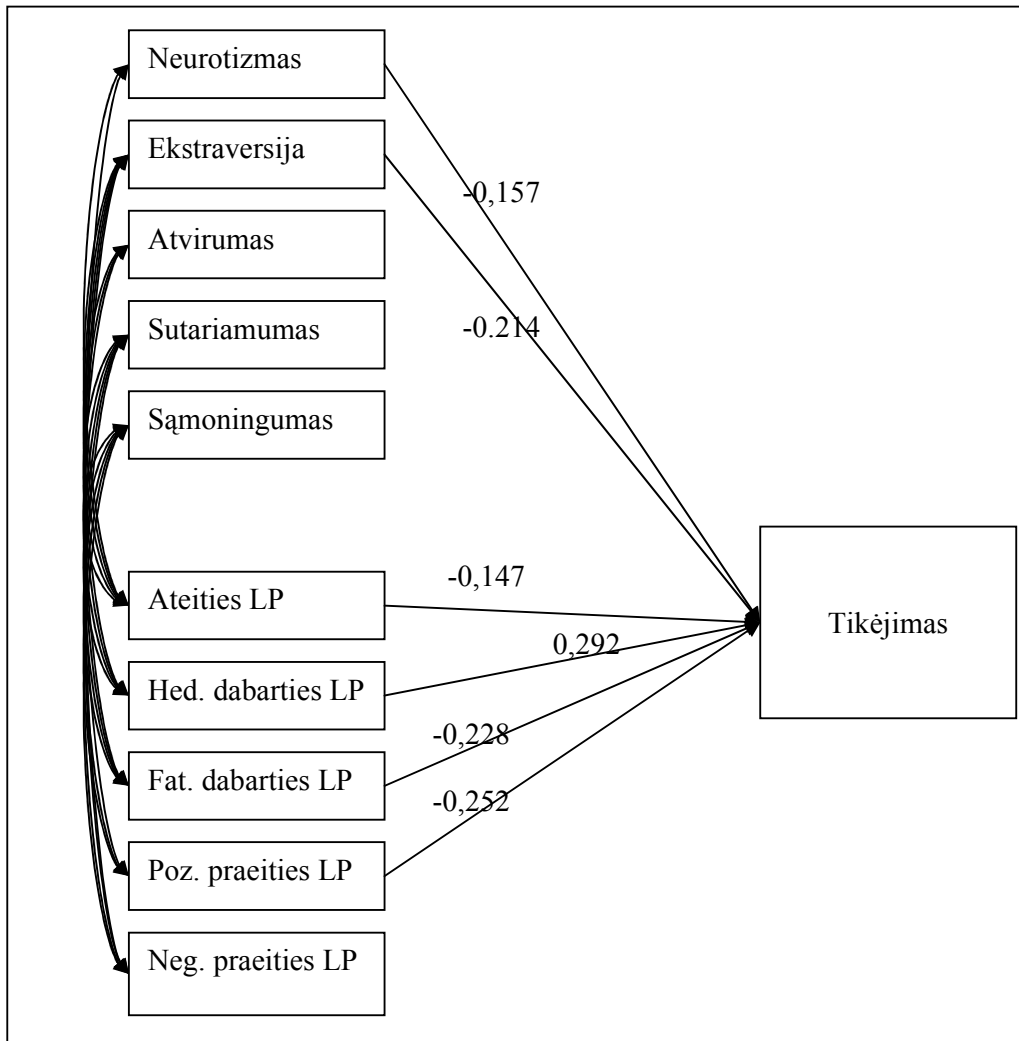 Neurotizmas
Ekstraversija
-0,157
Atvirumas
Sutariamumas
-0.214
Sąmoningumas
Ateities LP
-0,147
Tikėjimas
0,292
Hed. dabarties LP
-0,228
Fat. dabarties LP
-0,252
Poz. praeities LP
Neg. praeities LP